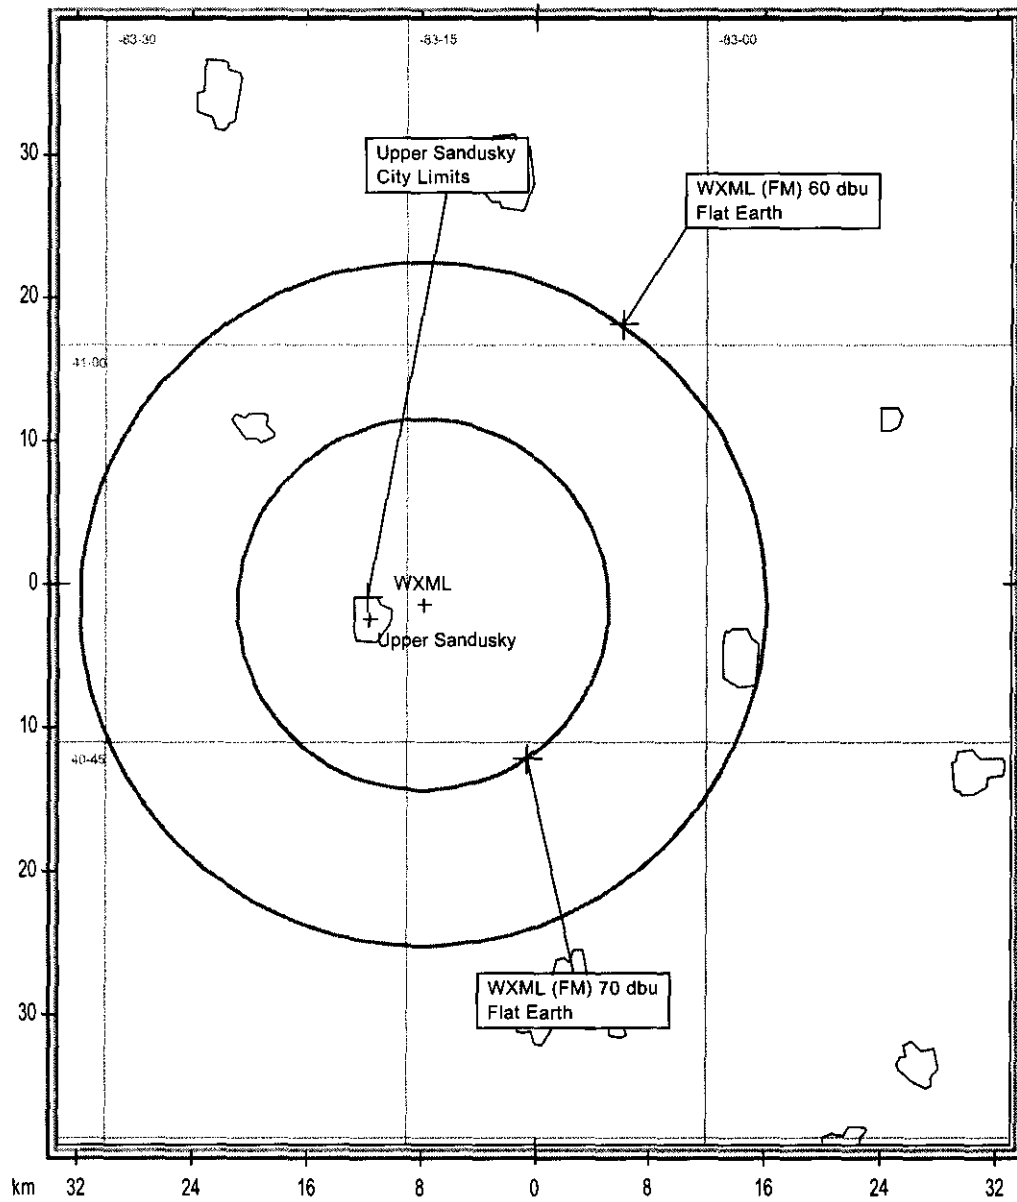 -83-30
-83-15
-83-00
30
Upper Sandusky
City Limits
WXML (FM) 60 dbu
Flat Earth
20
41-00
10
0
WXML
Upper Sandusky
10
40-45
20
WXML (FM) 70 dbu
Flat Earth
30
km 32 24 16 8 0 8 16 24 32